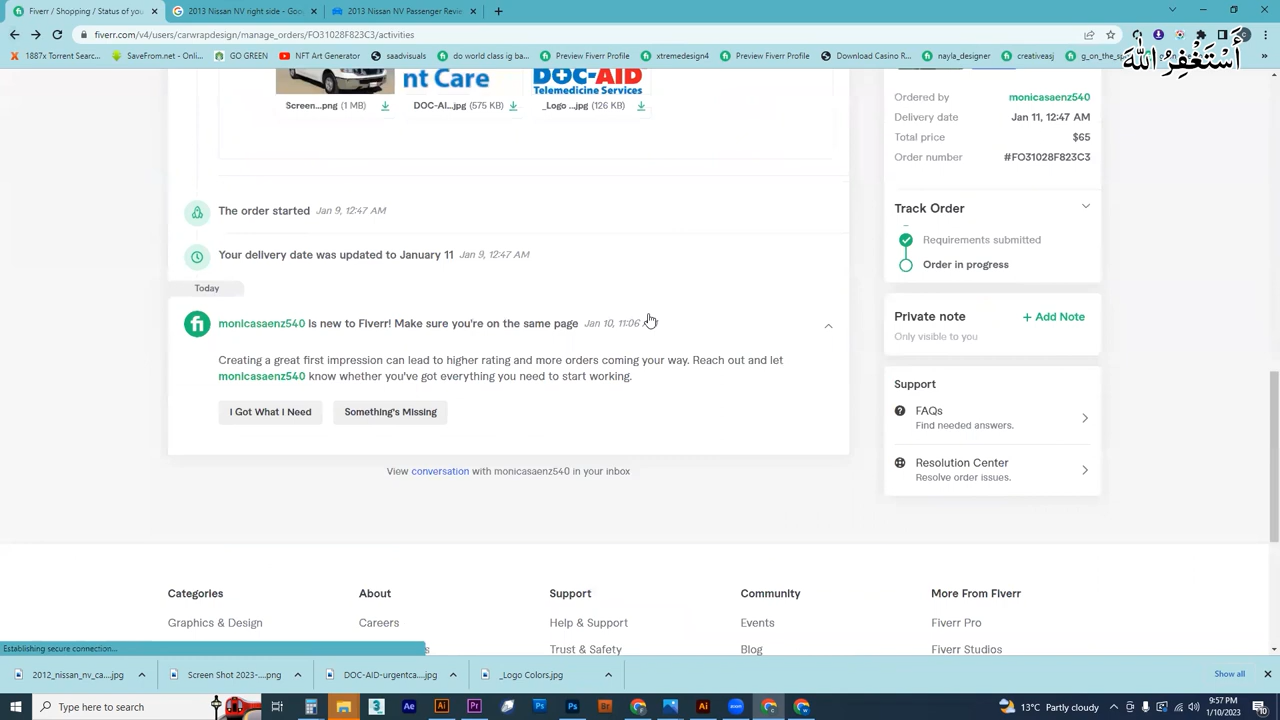 Fiverr / Shopping / Status of you
2013 Nissan NV right side - Goo
2013 Nissan NV Passenger Revie
fiverr.com/v4/users/carwrapdesign/manage_orders/FO31028F823C3/activities
1887x Torrent Searc...
SaveFrom.net - Onli...
GO GREEN
NFT Art Generator
saadvisuals
do world class ig ba...
Preview Fiverr Profile
xtremedesign4
Preview Fiverr Profile
Download Casino R...
nayla_designer
creativeasj
g_on_the_sp
أَسْتَغْفِرُ اللّٰه
nt Care
DOC-AID
Telemedicine Services
Screen...png (1 MB)
DOC-AI...jpg (575 KB)
_Logo ...jpg (126 KB)
The order started Jan 9, 12:47 AM
Your delivery date was updated to January 11 Jan 9, 12:47 AM
Today
monicasaenz540 Is new to Fiverr! Make sure you're on the same page Jan 10, 11:06
Creating a great first impression can lead to higher rating and more orders coming your way. Reach out and let
monicasaenz540 know whether you've got everything you need to start working.
I Got What I Need
Something's Missing
View conversation with monicasaenz540 in your inbox
Ordered by monicasaenz540
Delivery date Jan 11, 12:47 AM
Total price $65
Order number #FO31028F823C3
Track Order
Requirements submitted
Order in progress
Private note + Add Note
Only visible to you
Support
FAQs
Find needed answers.
Resolution Center
Resolve order issues.
Categories
About
Support
Community
More From Fiverr
Graphics & Design
Careers
Help & Support
Events
Fiverr Pro
Trust & Safety
Blog
Fiverr Studios
Establishing secure connection...
2012_nissan_nv_ca....jpg
Screen Shot 2023-....png
DOC-AID-urgentca....jpg
_Logo Colors.jpg
Show all
Type here to search
13°C Partly cloudy
9:57 PM
1/10/2023